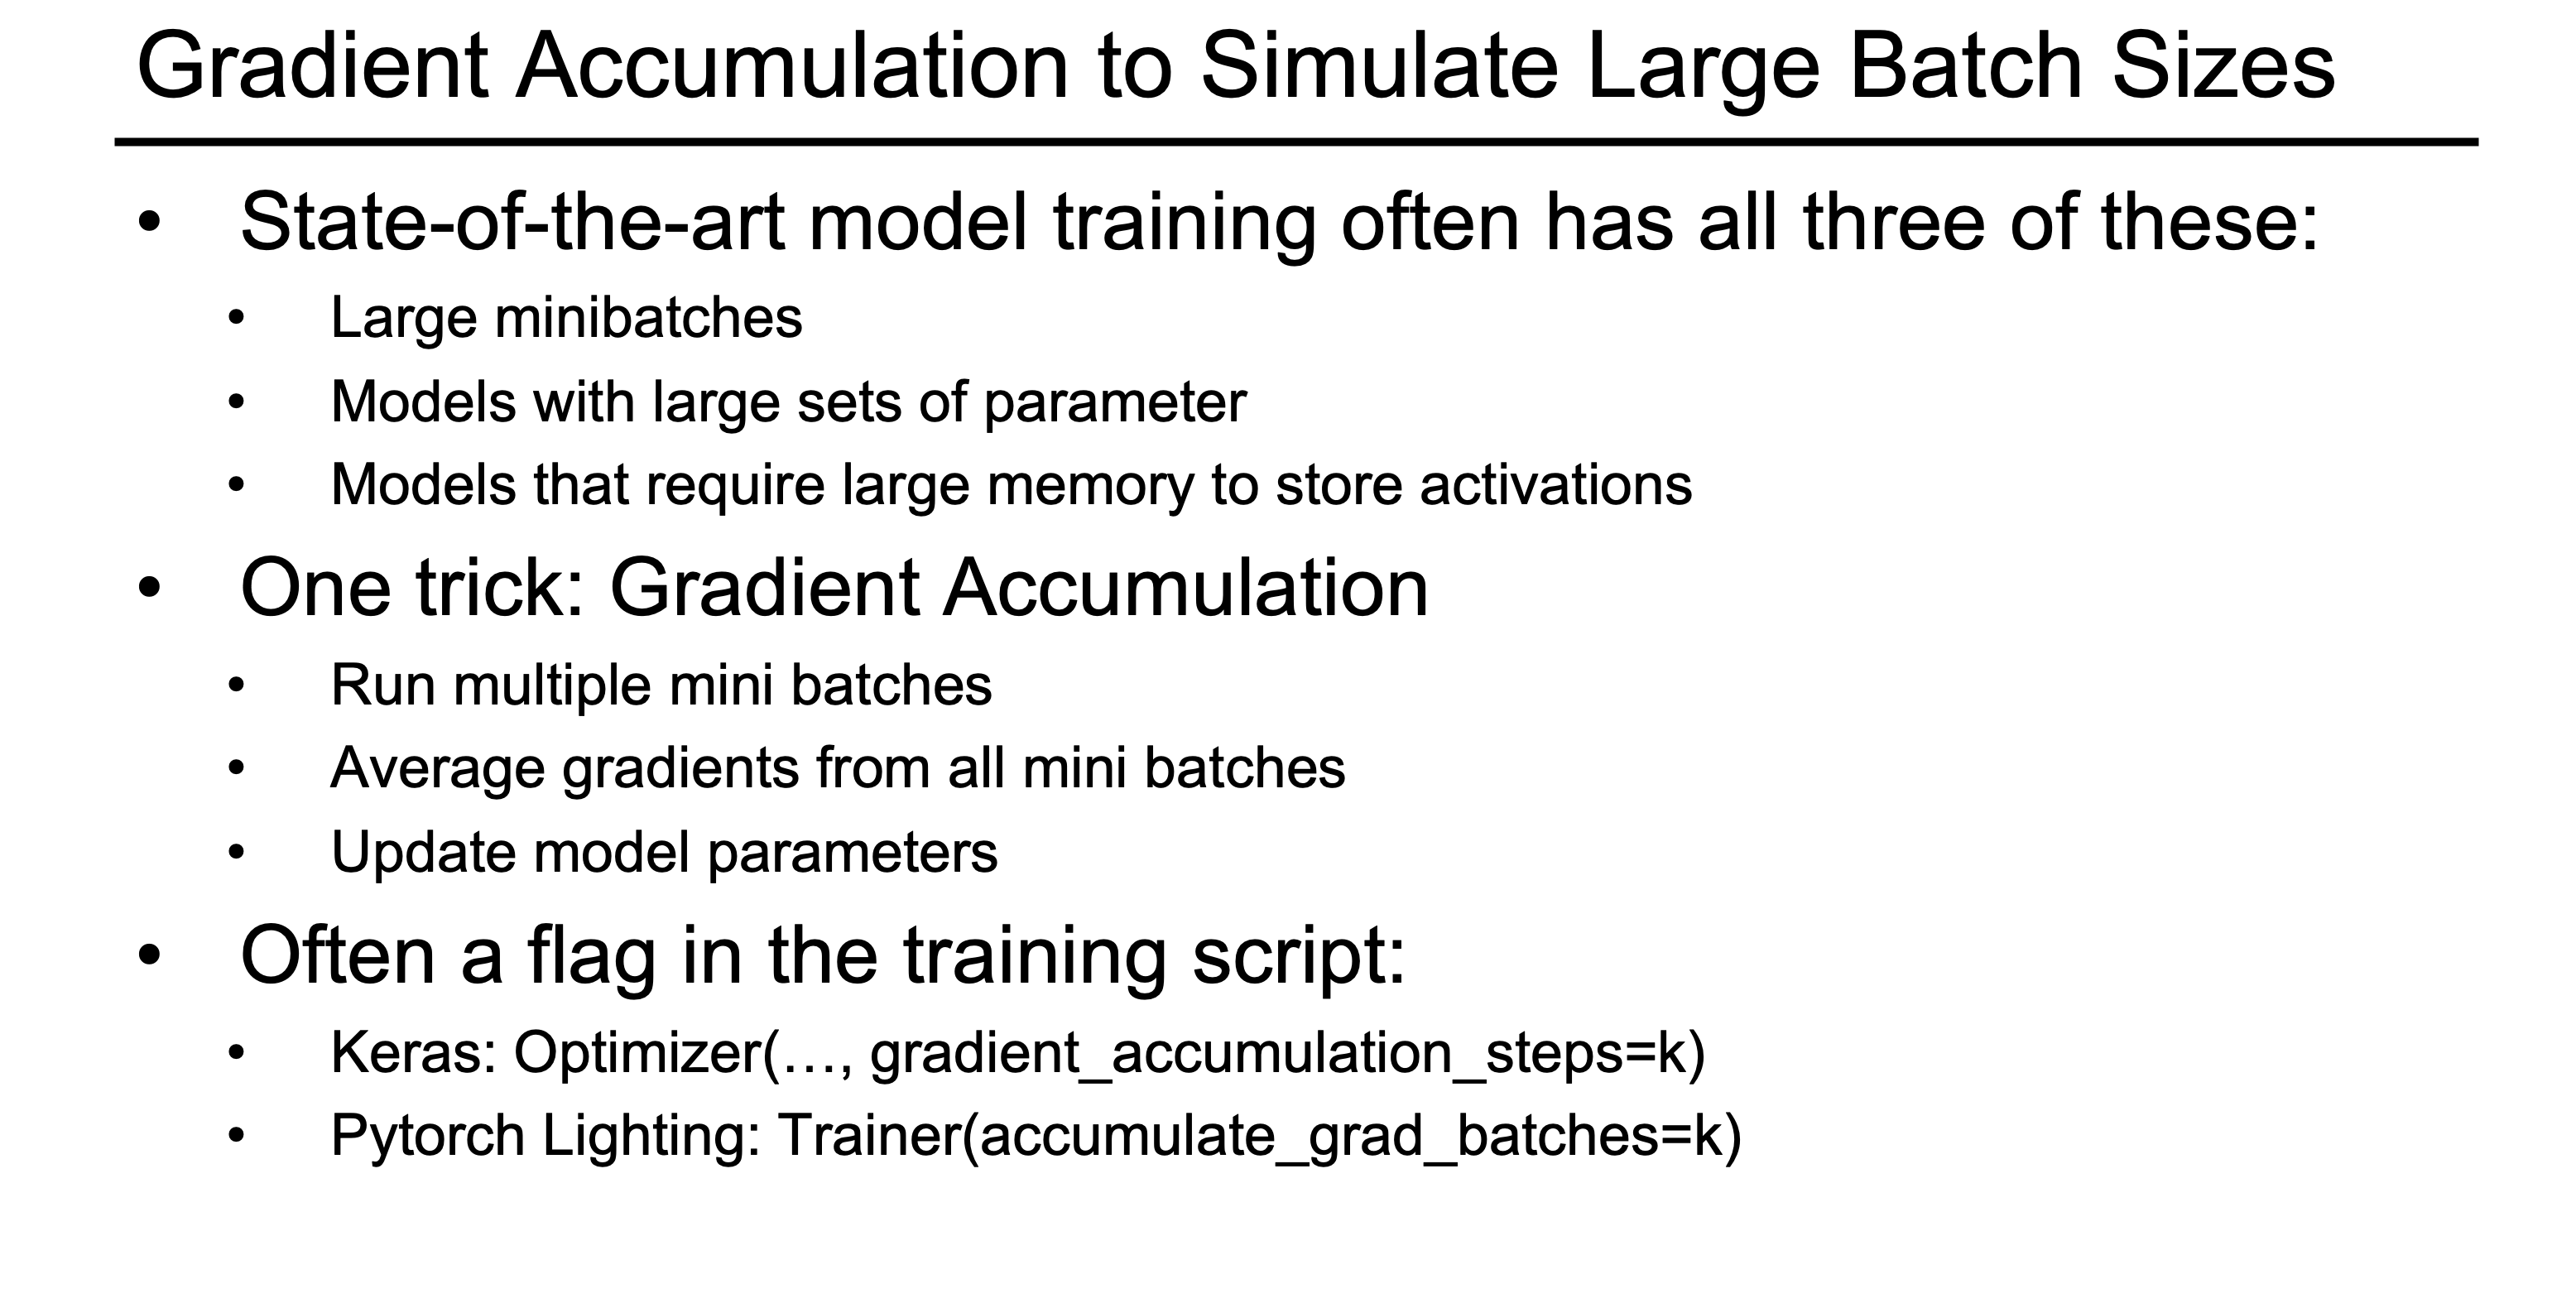 Gradient Accumulation to Simulate Large Batch Sizes
• State-of-the-art model training often has all three of these:
• Large minibatches
• Models with large sets of parameter
• Models that require large memory to store activations
• One trick: Gradient Accumulation
• Run multiple mini batches
• Average gradients from all mini batches
• Update model parameters
• Often a flag in the training script:
• Keras: Optimizer(…, gradient_accumulation_steps=k)
• Pytorch Lighting: Trainer(accumulate_grad_batches=k)